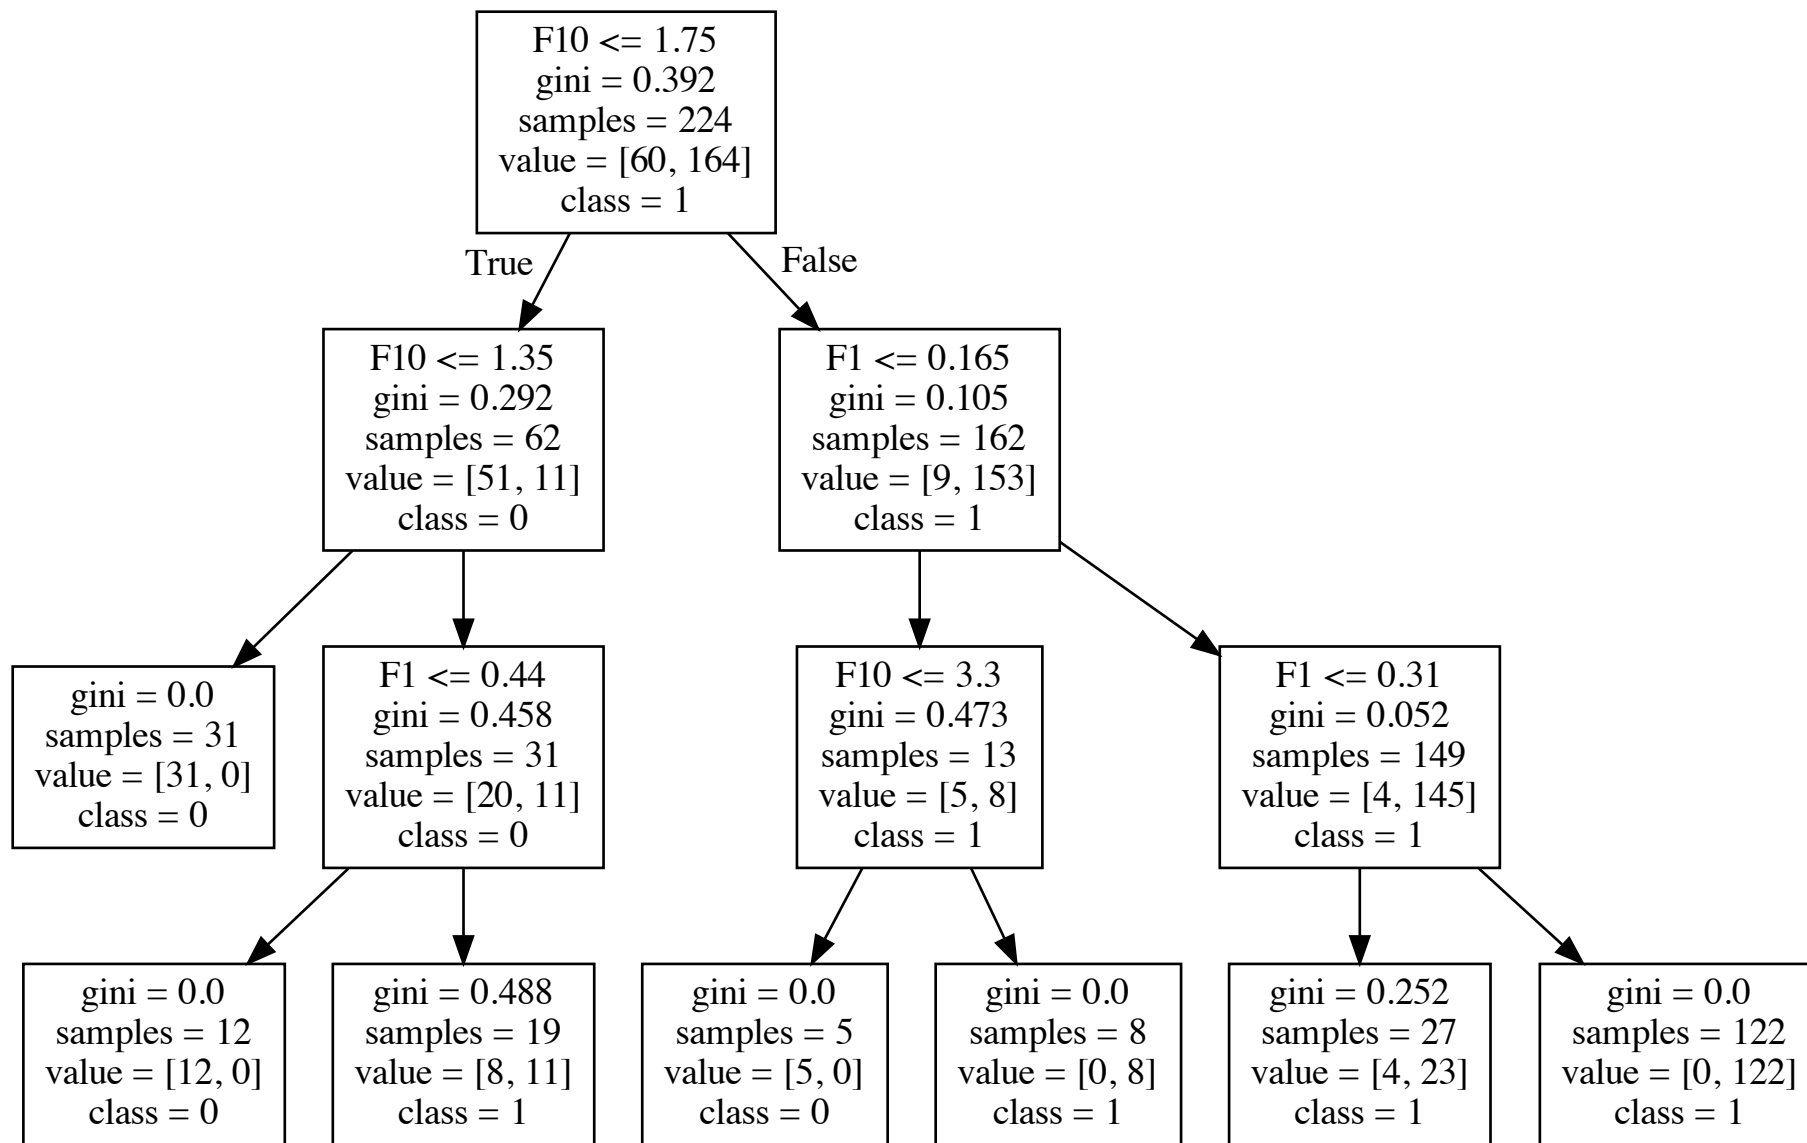 F10 <= 1.75
gini = 0.392
samples = 224
value = [60, 164]
class = 1
True
False
F10 <= 1.35
gini = 0.292
samples = 62
value = [51, 11]
class = 0
F1 <= 0.165
gini = 0.105
samples = 162
value = [9, 153]
class = 1
gini = 0.0
samples = 31
value = [31, 0]
class = 0
F1 <= 0.44
gini = 0.458
samples = 31
value = [20, 11]
class = 0
F10 <= 3.3
gini = 0.473
samples = 13
value = [5, 8]
class = 1
F1 <= 0.31
gini = 0.052
samples = 149
value = [4, 145]
class = 1
gini = 0.0
samples = 12
value = [12, 0]
class = 0
gini = 0.488
samples = 19
value = [8, 11]
class = 1
gini = 0.0
samples = 5
value = [5, 0]
class = 0
gini = 0.0
samples = 8
value = [0, 8]
class = 1
gini = 0.252
samples = 27
value = [4, 23]
class = 1
gini = 0.0
samples = 122
value = [0, 122]
class = 1